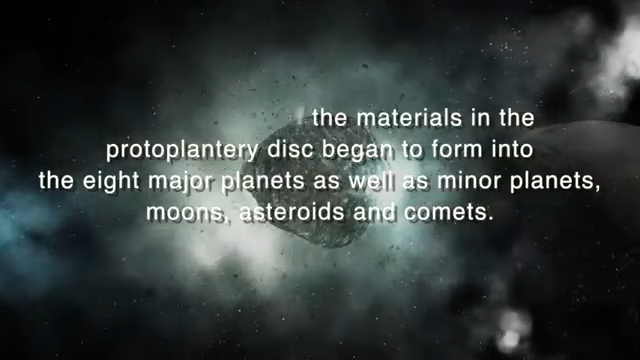 the materials in the
protoplantery disc began to form into
the eight major planets as well as minor planets,
moons, asteroids and comets.